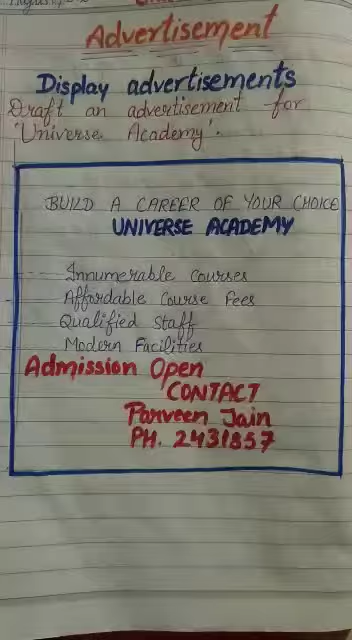 Advertisement
Display advertisements
Draft an advertisement for
'Universe Academy'.
BUILD A CAREER OF YOUR CHOICE
UNIVERSE ACADEMY
Innumerable Courses
Affordable Course Fees
Qualified Staff
Modern Facilities
Admission Open
CONTACT
Parveen Jain
PH. 2431857